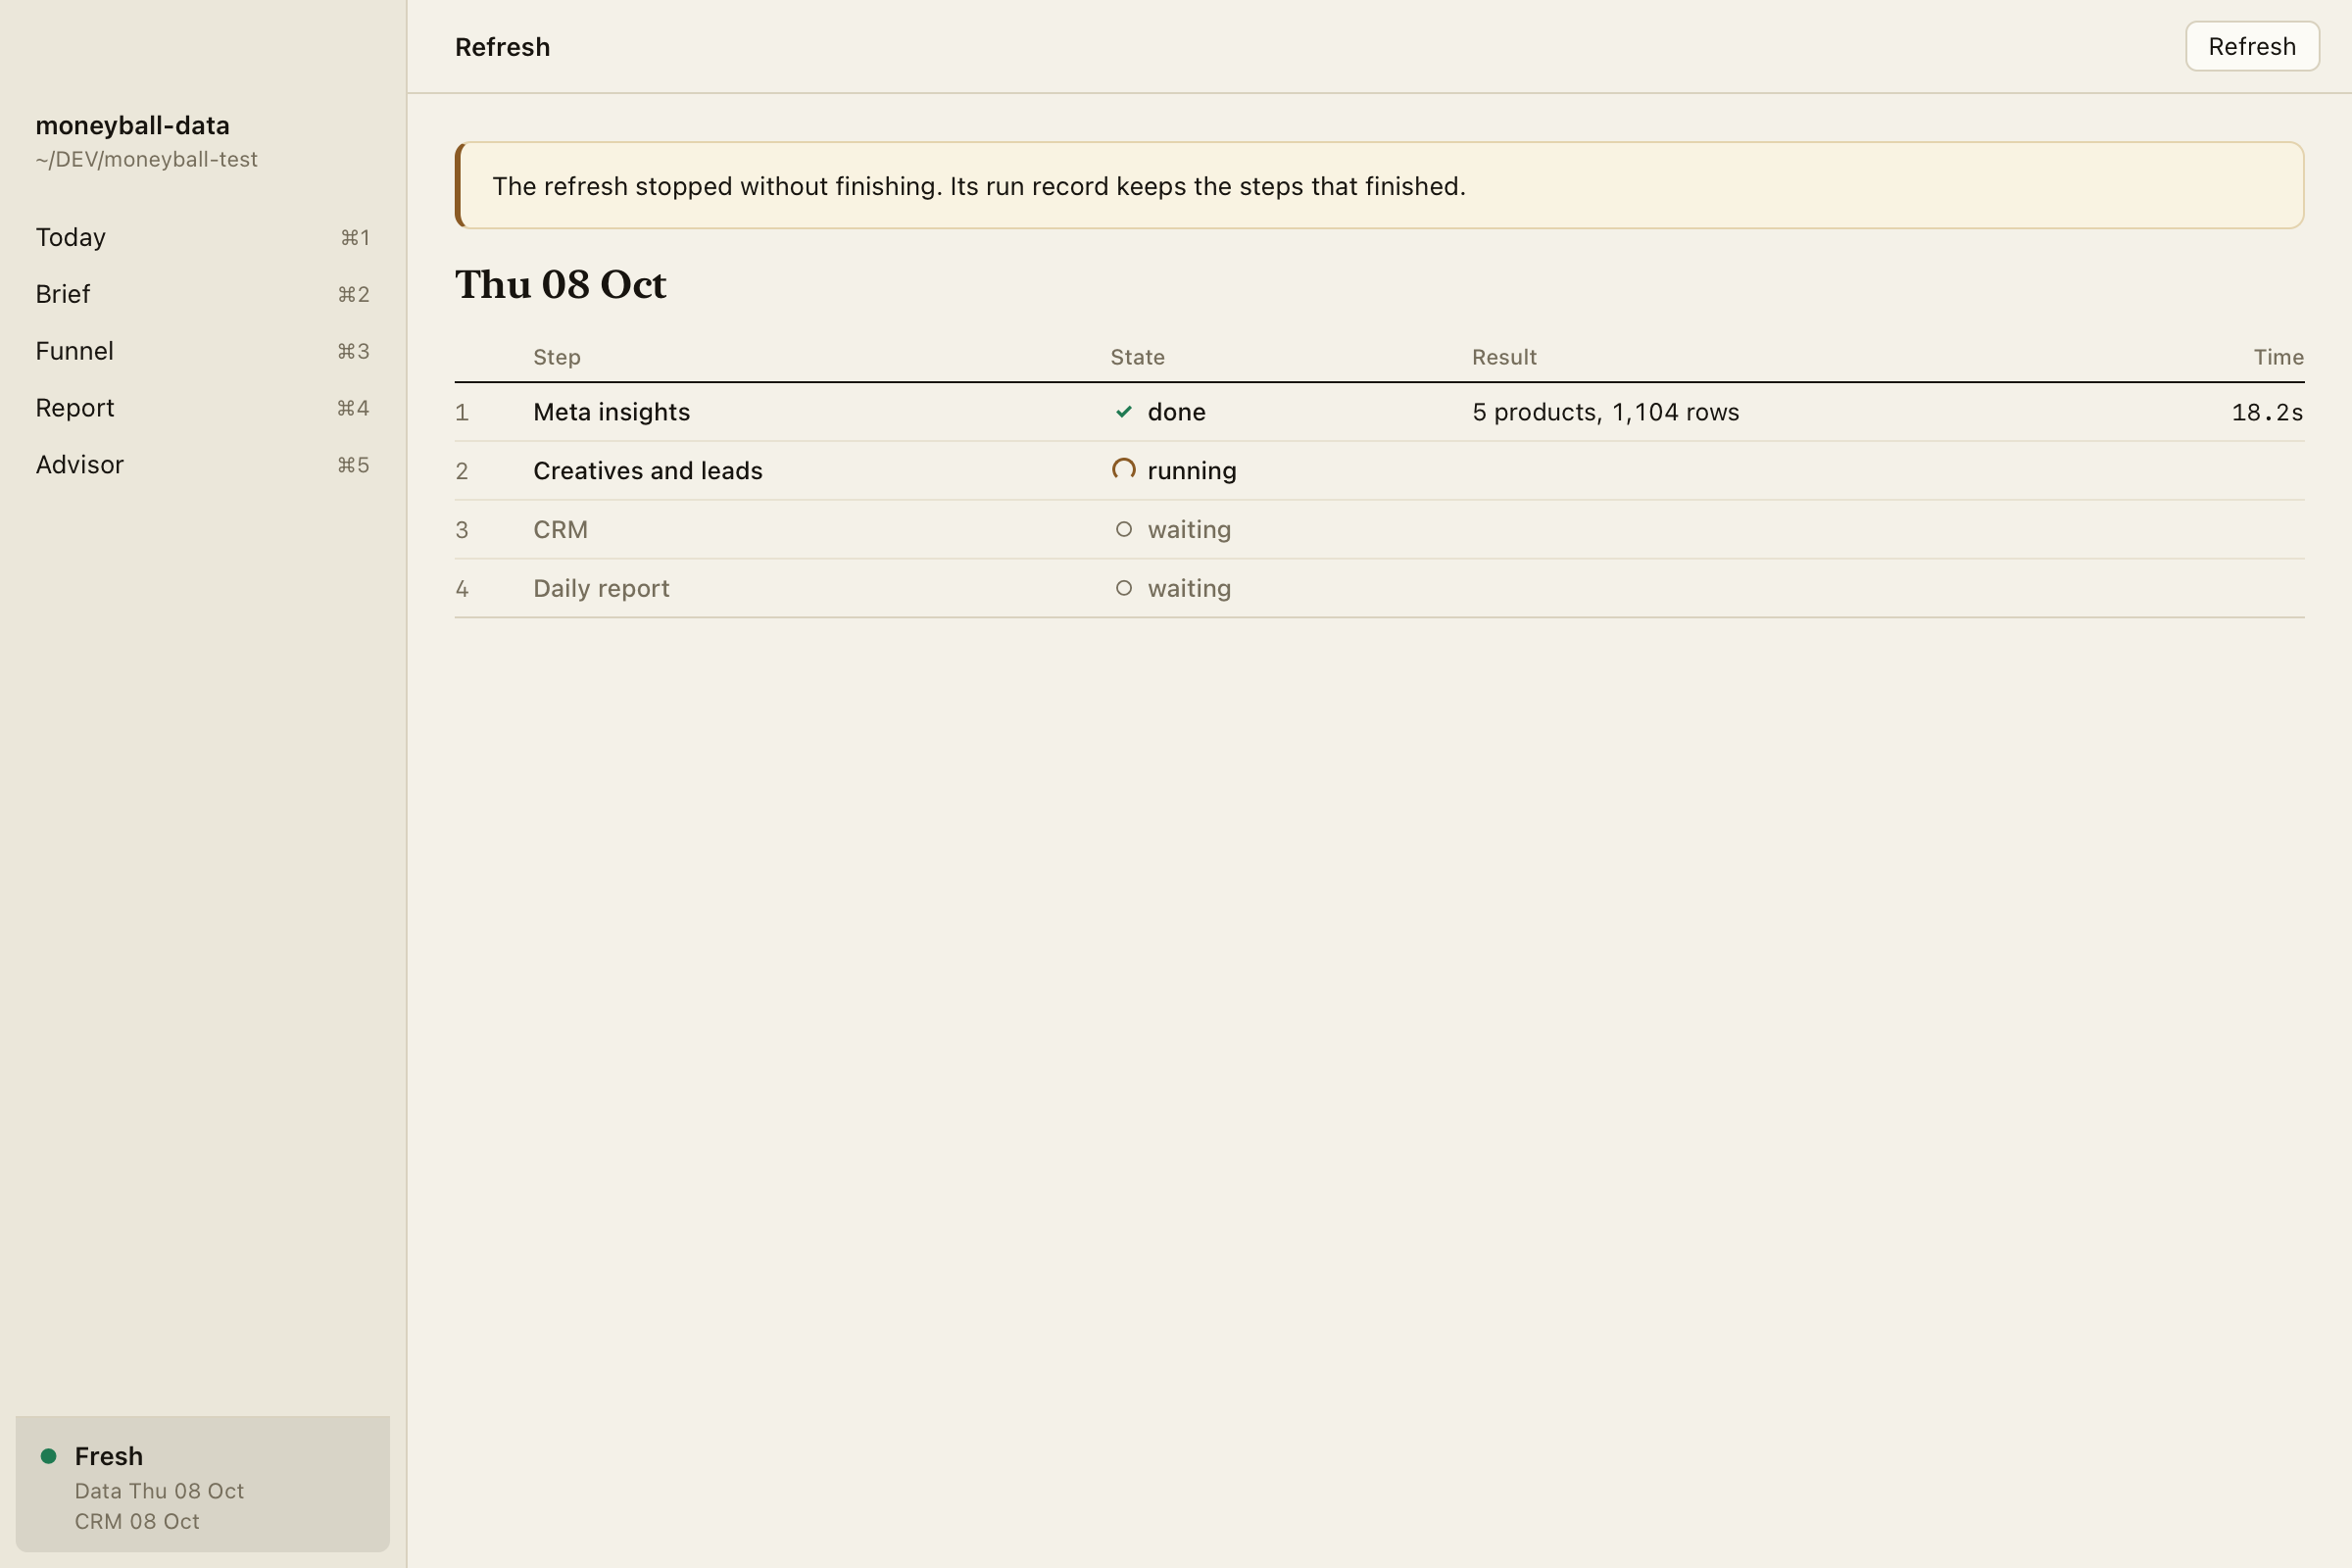 Refresh
Refresh
moneyball-data
~/DEV/moneyball-test
Today ⌘1
Brief ⌘2
Funnel ⌘3
Report ⌘4
Advisor ⌘5
The refresh stopped without finishing. Its run record keeps the steps that finished.
Thu 08 Oct
Step State Result Time
1 Meta insights done 5 products, 1,104 rows 18.2s
2 Creatives and leads running
3 CRM waiting
4 Daily report waiting
Fresh
Data Thu 08 Oct
CRM 08 Oct